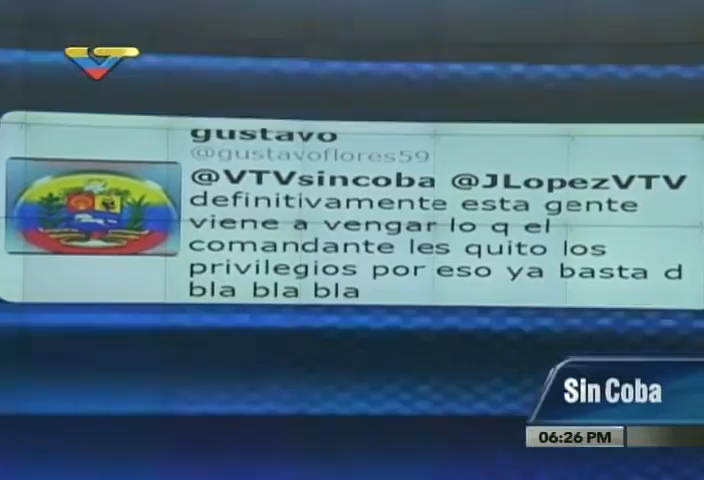 gustavo
@gustavoflores59
@VTVsincoba @JLopezVTV
definitivamente esta gente
viene a vengar lo q el
comandante les quito los
privilegios por eso ya basta d
bla bla bla
Sin Coba
06:26 PM